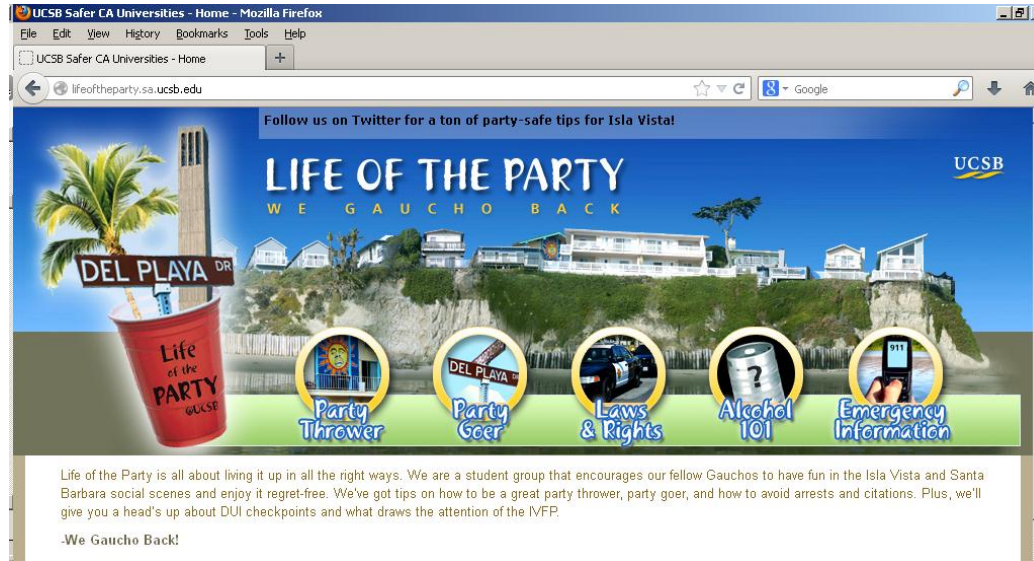 UCSB Safer CA Universities - Home - Mozilla Firefox
File Edit View History Bookmarks Tools Help
UCSB Safer CA Universities - Home +
lifeoftheparty.sa.ucsb.edu
8 Google
Follow us on Twitter for a ton of party-safe tips for Isla Vista!
LIFE OF THE PARTY
WE GAUCHO BACK
UCSB
DEL PLAYA DR
Life
of the
PARTY
@UCSB
DEL PLAYA DR
?
911
Party
Thrower
Party
Goer
Laws
& Rights
Alcohol
101
Emergency
Information
Life of the Party is all about living it up in all the right ways. We are a student group that encourages our fellow Gauchos to have fun in the Isla Vista and Santa
Barbara social scenes and enjoy it regret-free. We've got tips on how to be a great party thrower, party goer, and how to avoid arrests and citations. Plus, we'll
give you a head's up about DUI checkpoints and what draws the attention of the IVFP.
-We Gaucho Back!